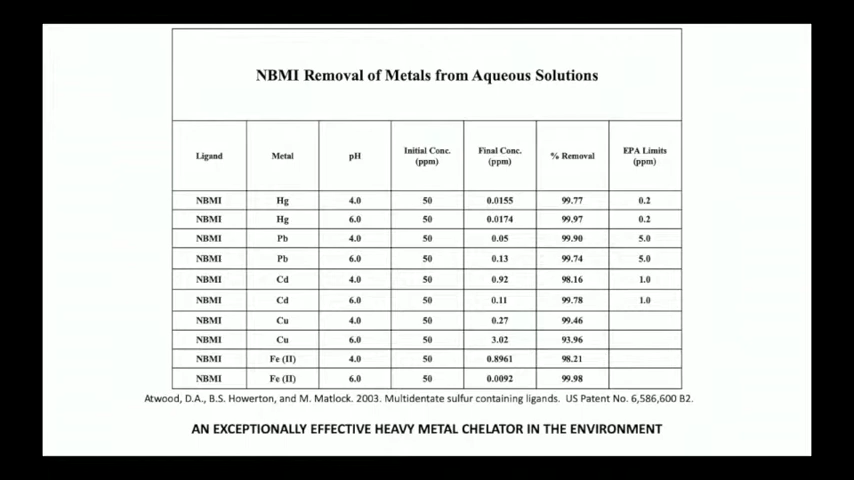 NBMI Removal of Metals from Aqueous Solutions
Ligand Metal pH Initial Conc. (ppm) Final Conc. (ppm) % Removal EPA Limits (ppm)
NBMI Hg 4.0 50 0.0155 99.77 0.2
NBMI Hg 6.0 50 0.0174 99.97 0.2
NBMI Pb 4.0 50 0.05 99.90 5.0
NBMI Pb 6.0 50 0.13 99.74 5.0
NBMI Cd 4.0 50 0.92 98.16 1.0
NBMI Cd 6.0 50 0.11 99.78 1.0
NBMI Cu 4.0 50 0.27 99.46
NBMI Cu 6.0 50 3.02 93.96
NBMI Fe (II) 4.0 50 0.8961 98.21
NBMI Fe (II) 6.0 50 0.0092 99.98
Atwood, D.A., B.S. Howerton, and M. Matlock. 2003. Multidentate sulfur containing ligands. US Patent No. 6,586,600 B2.
AN EXCEPTIONALLY EFFECTIVE HEAVY METAL CHELATOR IN THE ENVIRONMENT